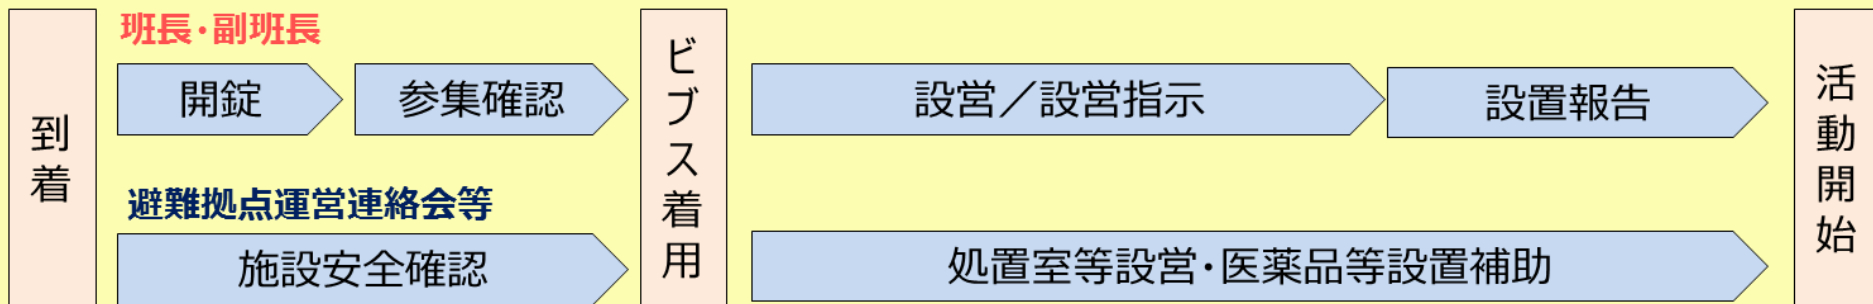 到着
班長・副班長
開錠
参集確認
避難拠点運営連絡会等
施設安全確認
ビブス着用
設営／設営指示
設置報告
処置室等設営・医薬品等設置補助
活動開始